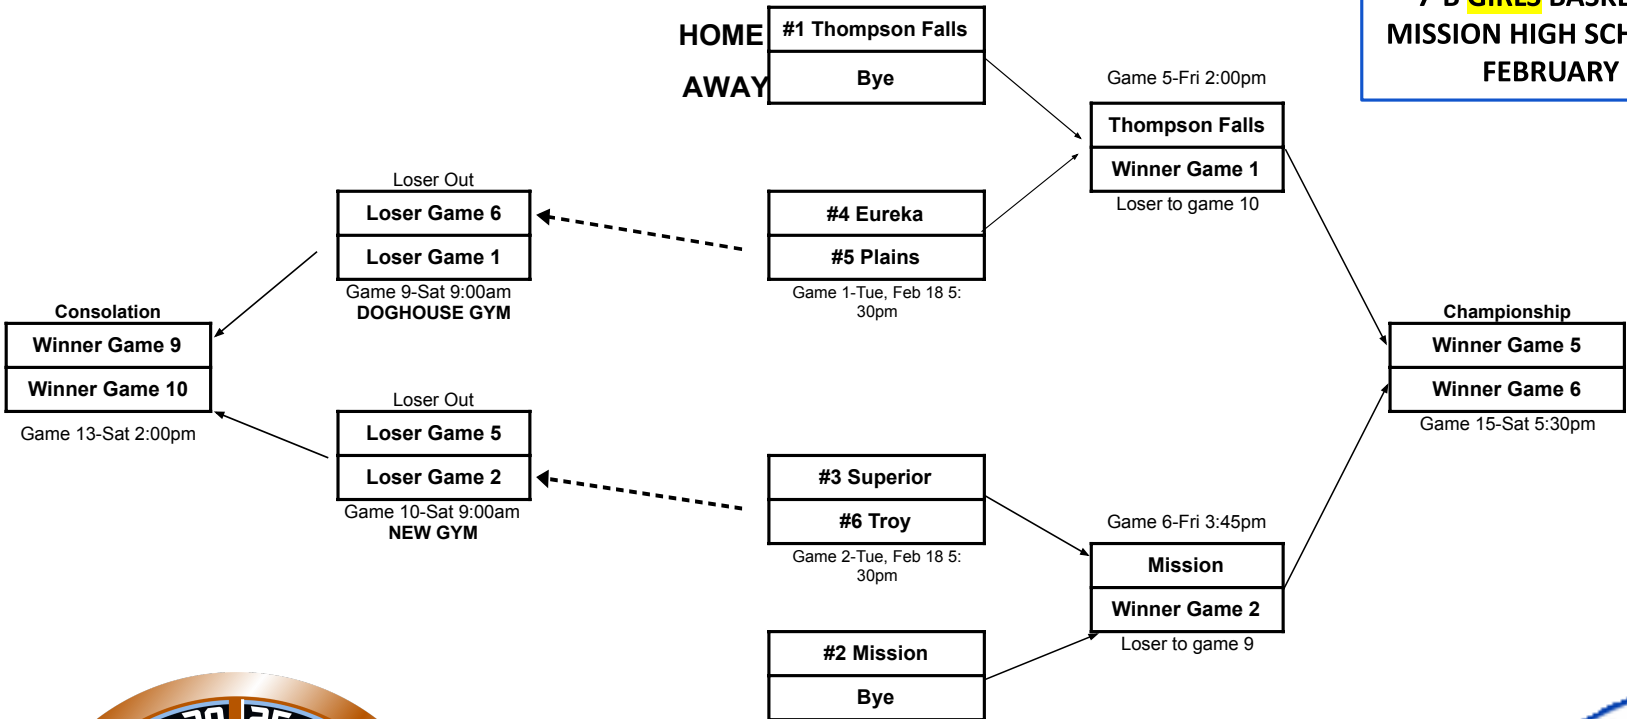 7-B GIRLS
MISSION HIGH
FEBRUARY
HOME
AWAY
#1 Thompson Falls
Bye
Game 5-Fri 2:00pm
Thompson Falls
Winner Game 1
Loser to game 10
Loser Out
Loser Game 6
Loser Game 1
Game 9-Sat 9:00am
DOGHOUSE GYM
#4 Eureka
#5 Plains
Game 1-Tue, Feb 18 5:
30pm
Consolation
Winner Game 9
Winner Game 10
Game 13-Sat 2:00pm
Championship
Winner Game 5
Winner Game 6
Game 15-Sat 5:30pm
Loser Out
Loser Game 5
Loser Game 2
Game 10-Sat 9:00am
NEW GYM
#3 Superior
#6 Troy
Game 2-Tue, Feb 18 5:
30pm
Game 6-Fri 3:45pm
Mission
Winner Game 2
Loser to game 9
#2 Mission
Bye